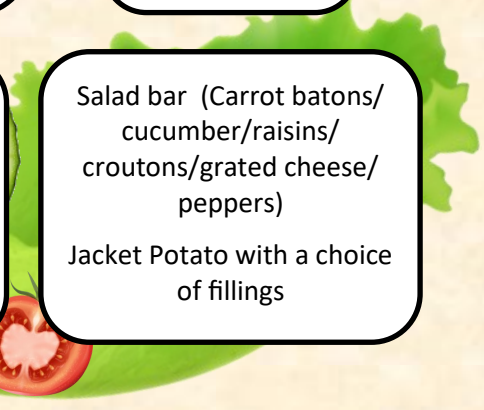 Salad bar  (Carrot batons/
cucumber/raisins/
croutons/grated cheese/
peppers)
Jacket Potato with a choice
of fillings